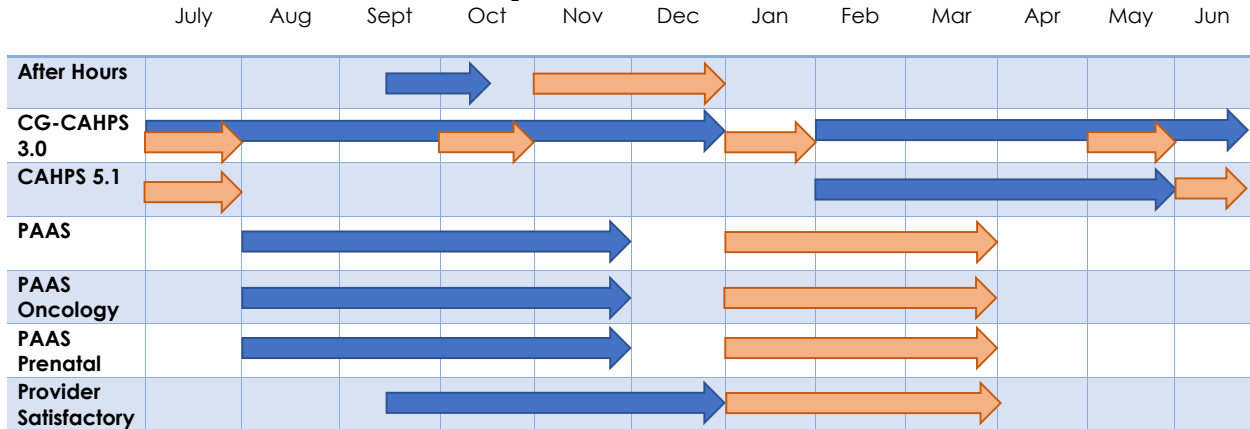 July Aug Sept Oct Nov Dec Jan Feb Mar Apr May Jun
After Hours
CG-CAHPS
3.0
CAHPS 5.1
PAAS
PAAS
Oncology
PAAS
Prenatal
Provider
Satisfactory